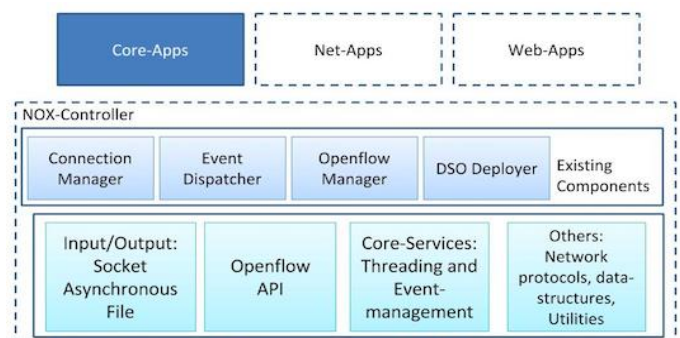 Core-Apps
Net-Apps
Web-Apps
NOX-Controller
Connection
Manager
Event
Dispatcher
Openflow
Manager
DSO Deployer
Existing
Components
Input/Output:
Socket
Asynchronous
File
Openflow
API
Core-Services:
Threading and
Event-
management
Others:
Network
protocols, data-
structures,
Utilities